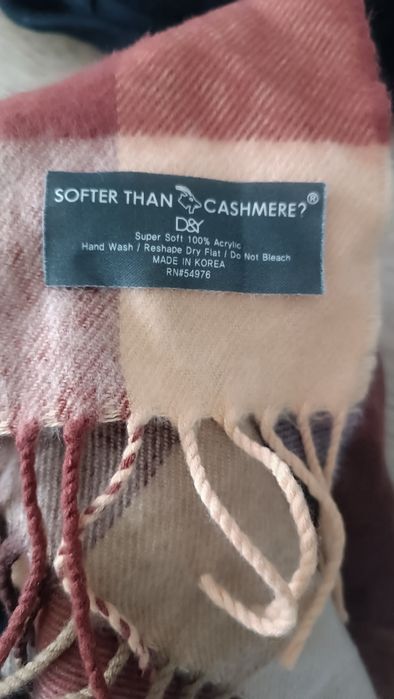 SOFTER THAN CASHMERE?®
D&Y
Super Soft 100% Acrylic
Hand Wash / Reshape Dry Flat / Do Not Bleach
MADE IN KOREA
RN#54976